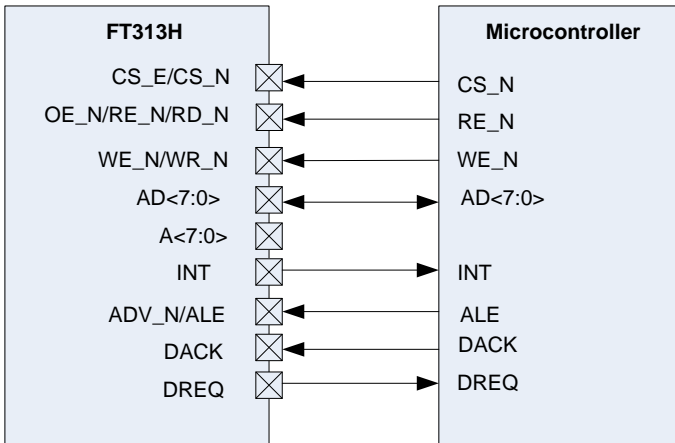 FT313H
Microcontroller
CS_E/CS_N
CS_N
OE_N/RE_N/RD_N
RE_N
WE_N/WR_N
WE_N
AD<7:0>
AD<7:0>
A<7:0>
INT
INT
ADV_N/ALE
ALE
DACK
DACK
DREQ
DREQ